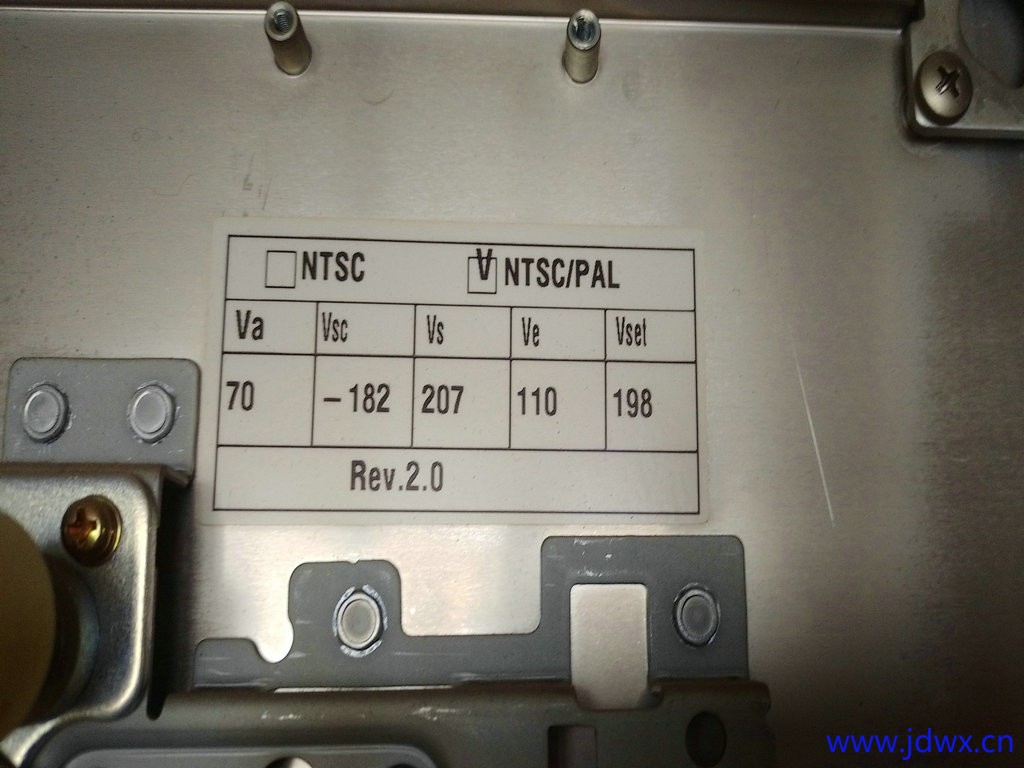 NTSC V NTSC/PAL
Va Vsc Vs Ve Vset
70 -182 207 110 198
Rev.2.0
www.jdwx.cn